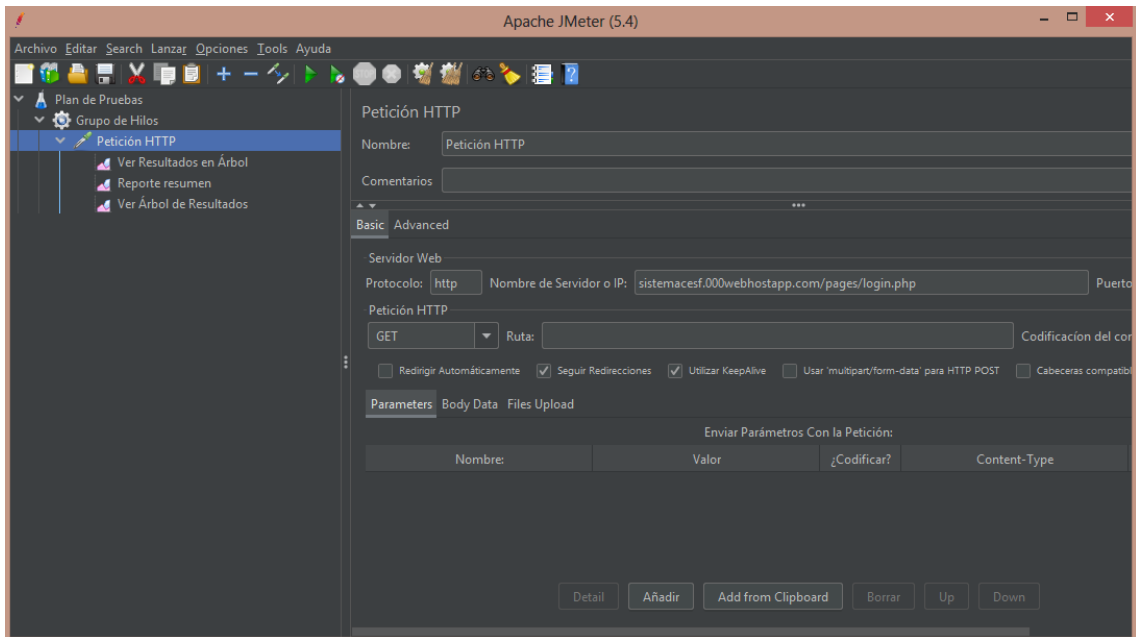 Apache JMeter (5.4)
Archivo Editar Search Lanzar Opciones Tools Ayuda
Plan de Pruebas
Grupo de Hilos
Petición HTTP
Ver Resultados en Árbol
Reporte resumen
Ver Árbol de Resultados
Petición HTTP
Nombre: Petición HTTP
Comentarios
Basic Advanced
Servidor Web
Protocolo: http Nombre de Servidor o IP: sistemacesf.000webhostapp.com/pages/login.php Puerto
Petición HTTP
GET Ruta: Codificacíon del cor
Redirigir Automáticamente Seguir Redirecciones Utilizar KeepAlive Usar 'multipart/form-data' para HTTP POST Cabeceras compatibl
Parameters Body Data Files Upload
Enviar Parámetros Con la Petición:
Nombre: Valor ¿Codificar? Content-Type
Detail Añadir Add from Clipboard Borrar Up Down